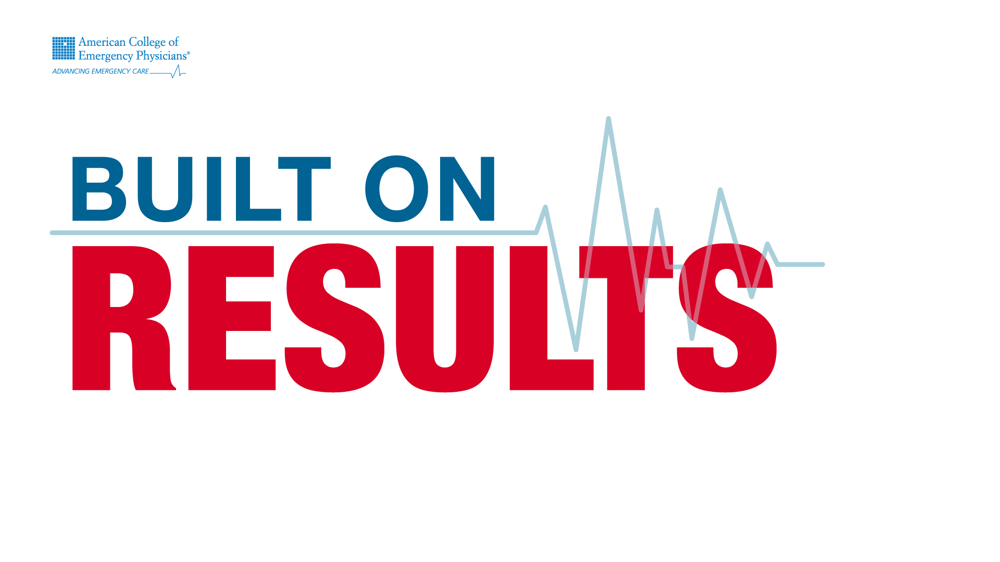 American College of
Emergency Physicians®
ADVANCING EMERGENCY CARE
BUILT ON
RESULTS